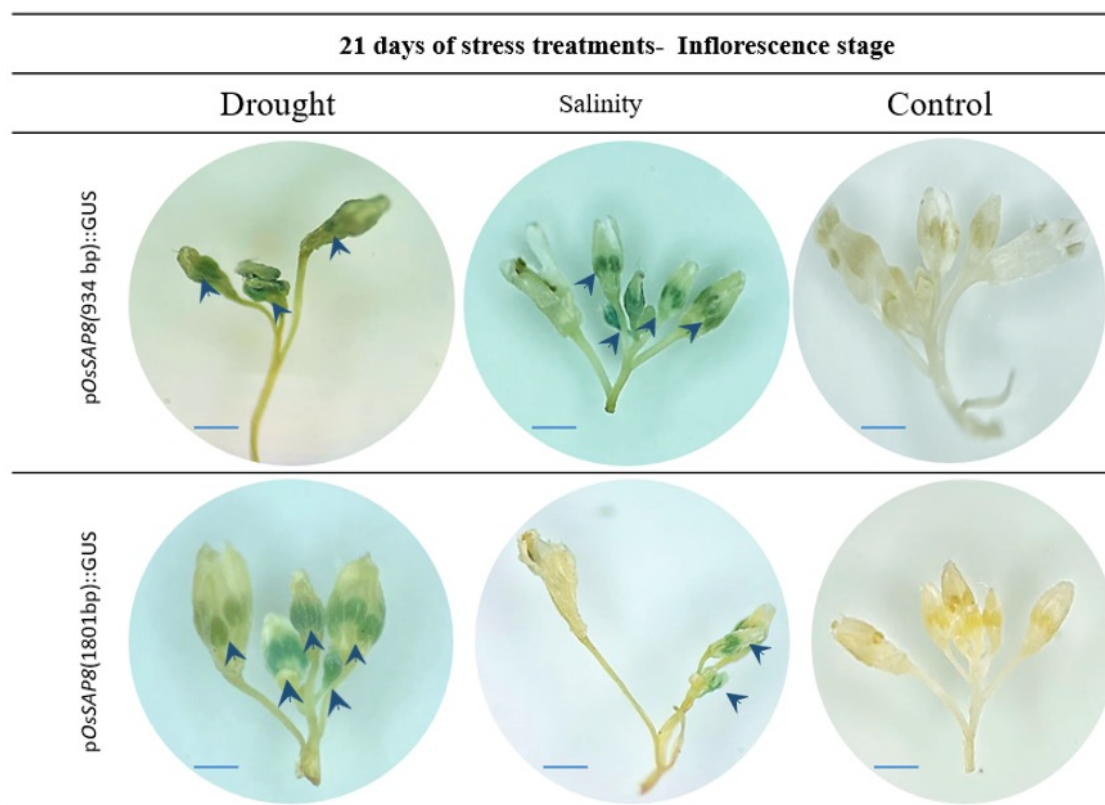 21 days of stress treatments- Inflorescence stage
Drought Salinity Control
pOsSAP8(934 bp)::GUS
pOsSAP8(1801bp)::GUS